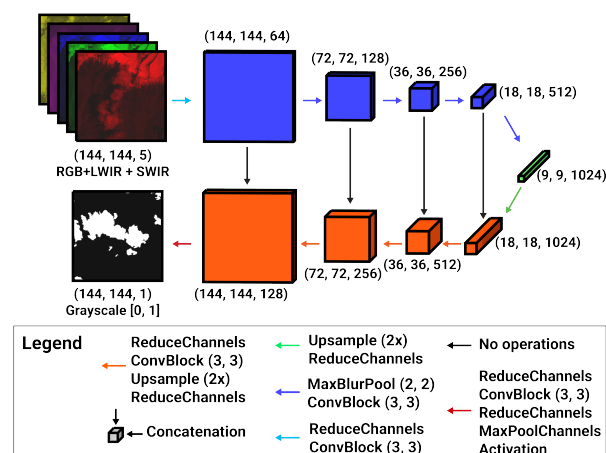 (144, 144, 64)
(72, 72, 128)
(36, 36, 256)
(18, 18, 512)
(144, 144, 5)
RGB+LWIR + SWIR
(9, 9, 1024)
(18, 18, 1024)
(36, 36, 512)
(72, 72, 256)
(144, 144, 128)
(144, 144, 1)
Grayscale [0, 1]
Legend
ReduceChannels
ConvBlock (3, 3)
Upsample (2x)
ReduceChannels
Concatenation
Upsample (2x)
ReduceChannels
MaxBlurPool (2, 2)
ConvBlock (3, 3)
ReduceChannels
ConvBlock (3, 3)
No operations
ReduceChannels
ConvBlock (3, 3)
ReduceChannels
MaxPoolChannels
Activation